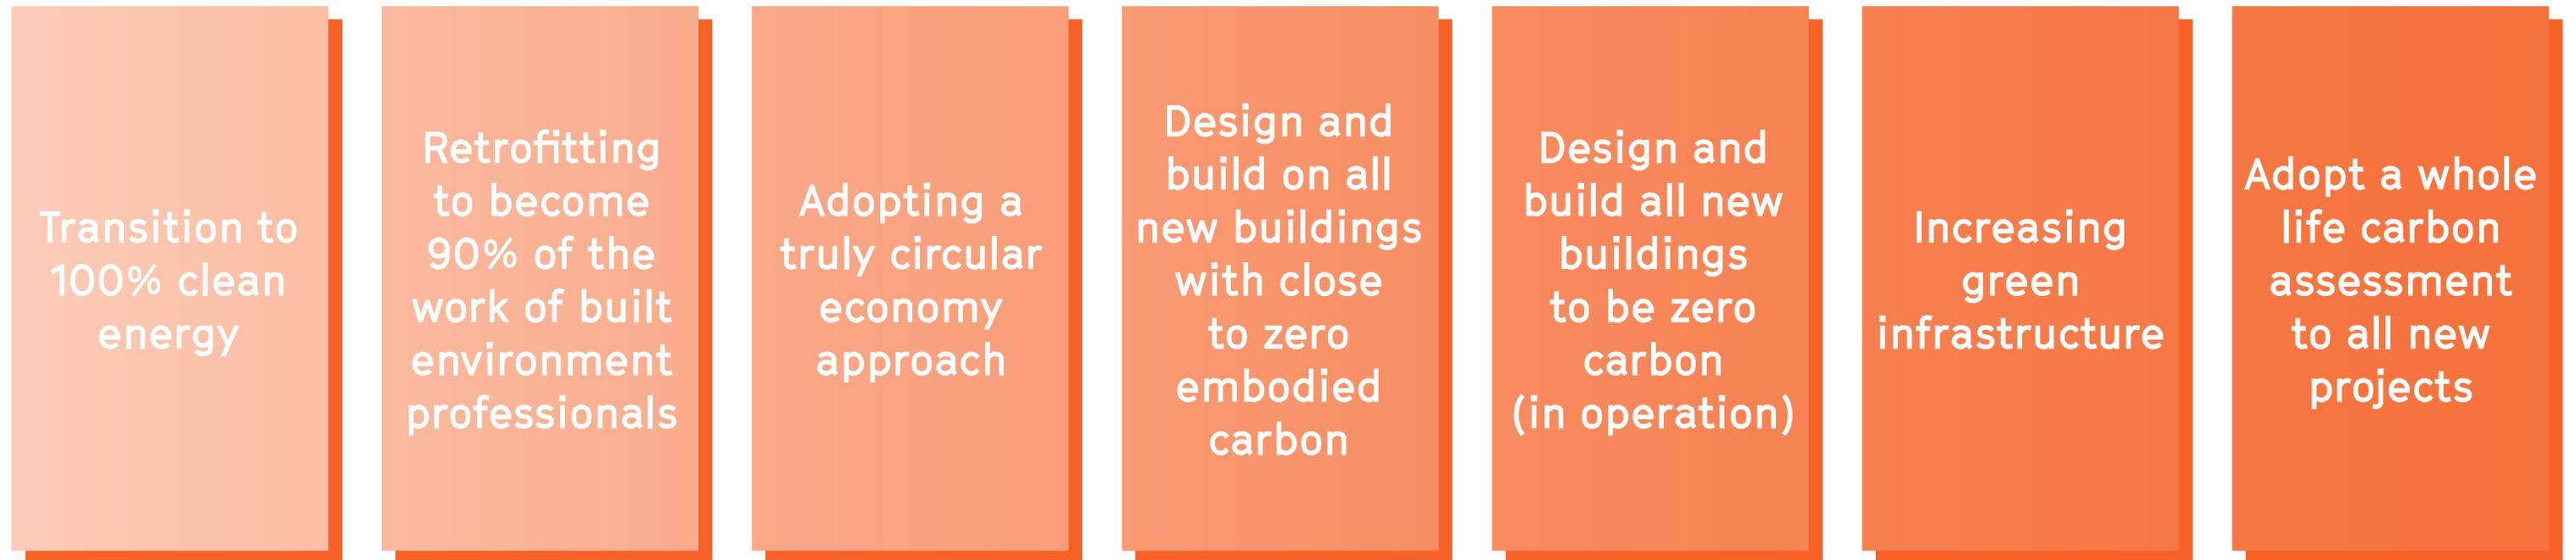 Transition to
100% clean
energy
Retrofitting
to become
90% of the
work of built
environment
professionals
Adopting a
truly circular
economy
approach
Design and
build on all
new buildings
with close
to zero
embodied
carbon
Design and
build all new
buildings
to be zero
carbon
(in operation)
Increasing
green
infrastructure
Adopt a whole
life carbon
assessment
to all new
projects